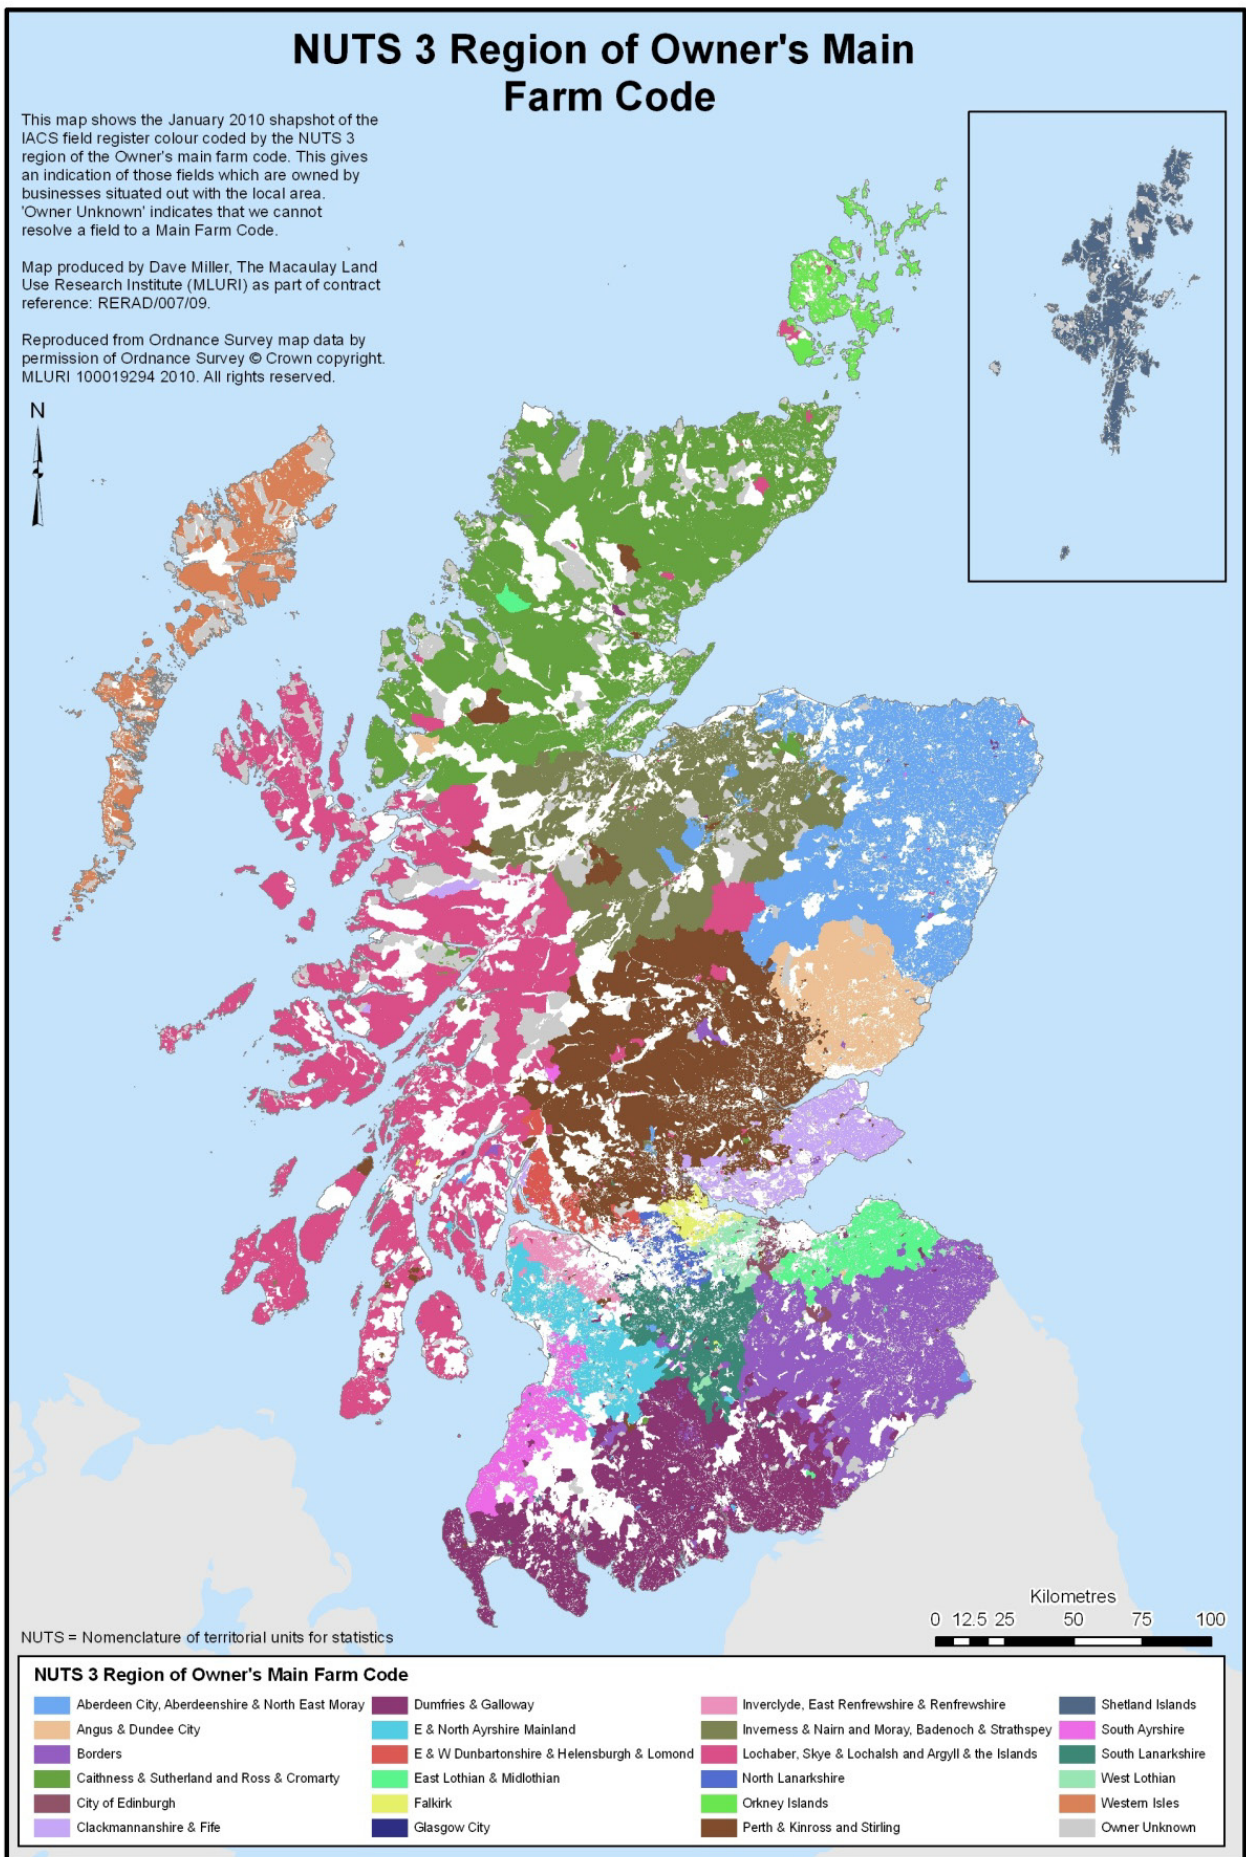 NUTS 3 Region of Owner's Main
Farm Code
This map shows the January 2010 shapshot of the
IACS field register colour coded by the NUTS 3
region of the Owner's main farm code. This gives
an indication of those fields which are owned by
businesses situated out with the local area.
'Owner Unknown' indicates that we cannot
resolve a field to a Main Farm Code.
Map produced by Dave Miller, The Macaulay Land
Use Research Institute (MLURI) as part of contract
reference: RERAD/007/09.
Reproduced from Ordnance Survey map data by
permission of Ordnance Survey © Crown copyright.
MLURI 100019294 2010. All rights reserved.
N
Kilometres
0 12.5 25 50 75 100
NUTS = Nomenclature of territorial units for statistics
NUTS 3 Region of Owner's Main Farm Code
Aberdeen City, Aberdeenshire & North East Moray
Angus & Dundee City
Borders
Caithness & Sutherland and Ross & Cromarty
City of Edinburgh
Clackmannanshire & Fife
Dumfries & Galloway
E & North Ayrshire Mainland
E & W Dunbartonshire & Helensburgh & Lomond
East Lothian & Midlothian
Falkirk
Glasgow City
Inverclyde, East Renfrewshire & Renfrewshire
Inverness & Nairn and Moray, Badenoch & Strathspey
Lochaber, Skye & Lochalsh and Argyll & the Islands
North Lanarkshire
Orkney Islands
Perth & Kinross and Stirling
Shetland Islands
South Ayrshire
South Lanarkshire
West Lothian
Western Isles
Owner Unknown